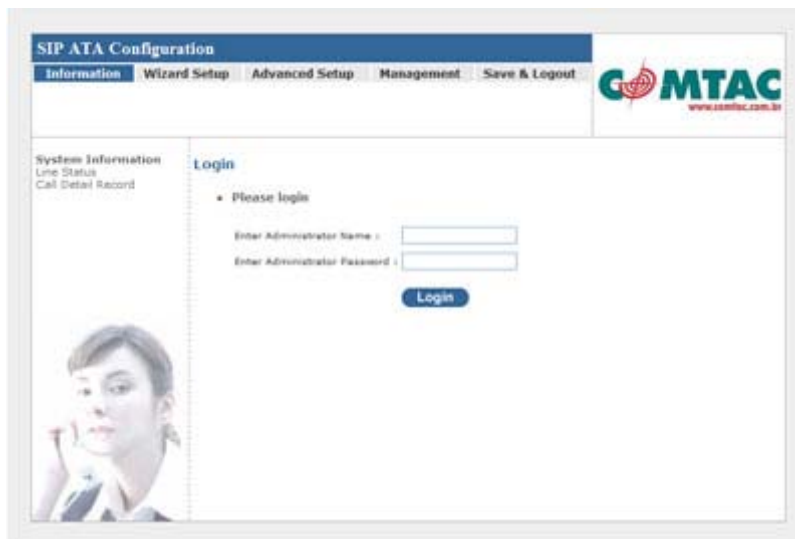 SIP ATA Configuration
Information Wizard Setup Advanced Setup Management Save & Logout
COMTAC
www.comtac.com.br
System Information
Line Status
Call Detail Record
Login
Please login
Enter Administrator Name :
Enter Administrator Password :
Login